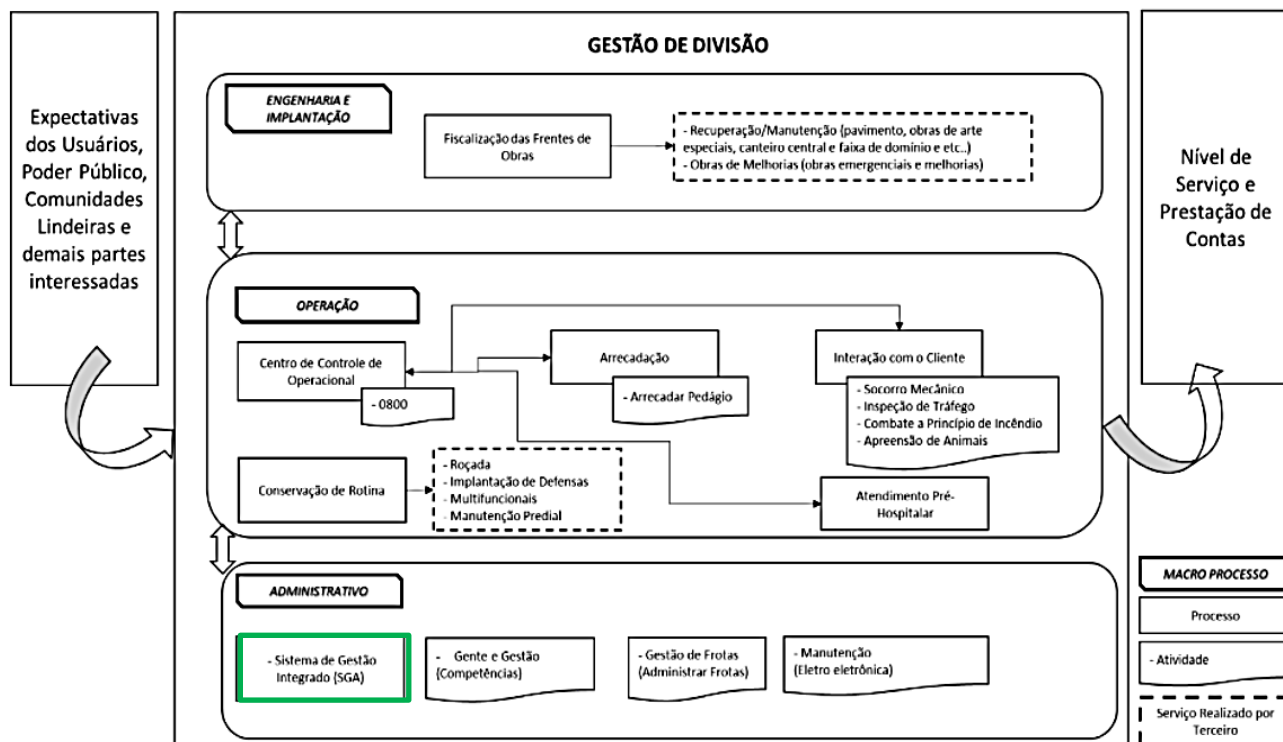 GESTÃO DE DIVISÃO
Expectativas
dos Usuários,
Poder Público,
Comunidades
Lindeiras e
demais partes
interessadas
ENGENHARIA E
IMPLANTAÇÃO
Fiscalização das Frentes de
Obras
- Recuperação/Manutenção (pavimento, obras de arte
especiais, canteiro central e faixa de domínio e etc..)
- Obras de Melhorias (obras emergenciais e melhorias)
OPERAÇÃO
Centro de Controle de
Operacional
- 0800
Arrecadação
- Arrecadar Pedágio
Interação com o Cliente
- Socorro Mecânico
- Inspeção de Tráfego
- Combate a Princípio de Incêndio
- Apreensão de Animais
Conservação de Rotina
- Roçada
- Implantação de Defensas
- Multifuncionais
- Manutenção Predial
Atendimento Pré-
Hospitalar
ADMINISTRATIVO
- Sistema de Gestão
Integrado (SGA)
- Gente e Gestão
(Competências)
- Gestão de Frotas
(Administrar Frotas)
- Manutenção
(Eletro eletrônica)
Nível de
Serviço e
Prestação de
Contas
MACRO PROCESSO
Processo
- Atividade
Serviço Realizado por
Terceiro